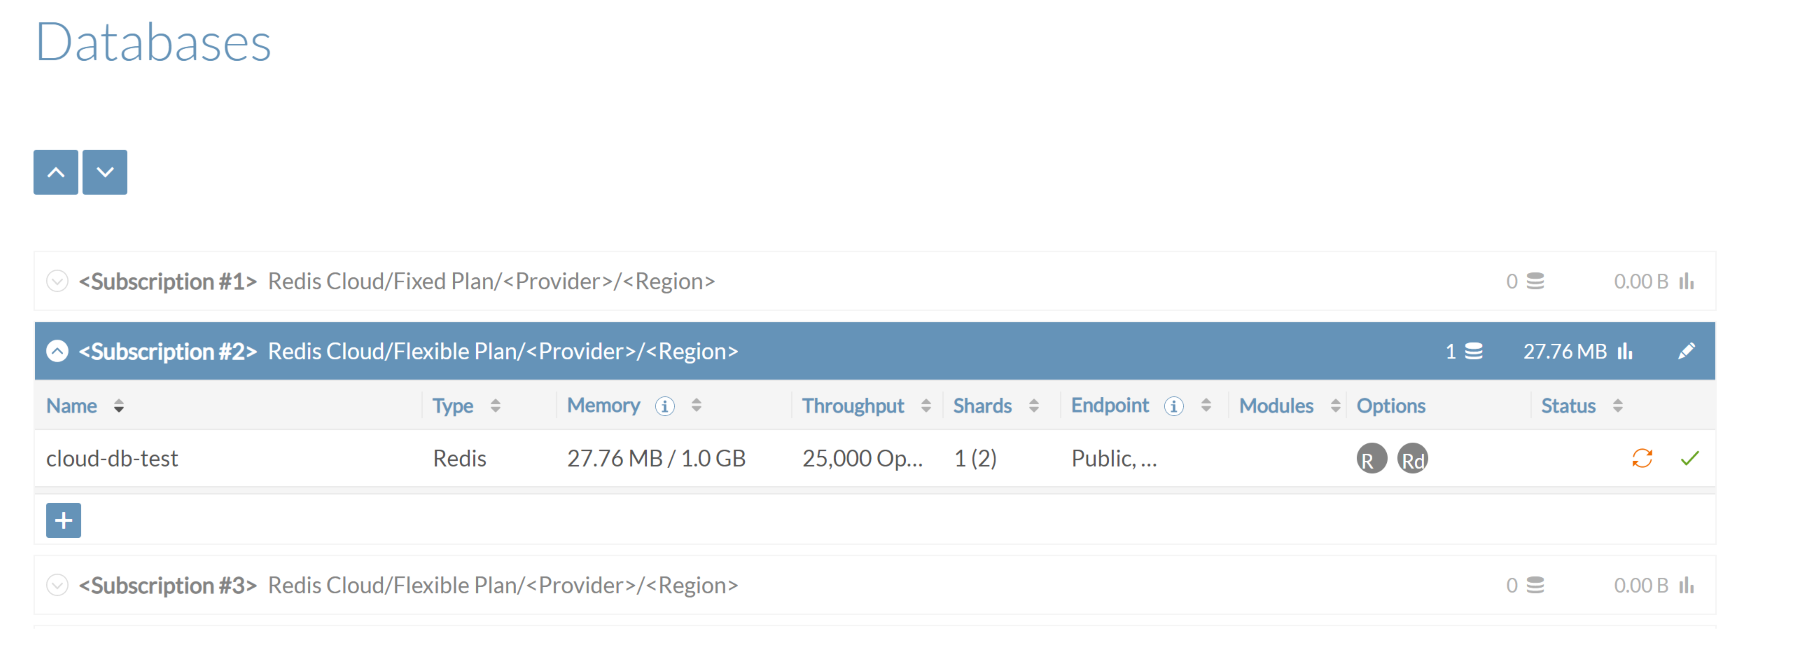 Databases
<Subscription #1> Redis Cloud/Fixed Plan/<Provider>/<Region> 0 0.00 B
<Subscription #2> Redis Cloud/Flexible Plan/<Provider>/<Region> 1 27.76 MB
Name Type Memory i Throughput Shards Endpoint i Modules Options Status
cloud-db-test Redis 27.76 MB / 1.0 GB 25,000 Op... 1 (2) Public, ... R Rd
+
<Subscription #3> Redis Cloud/Flexible Plan/<Provider>/<Region> 0 0.00 B